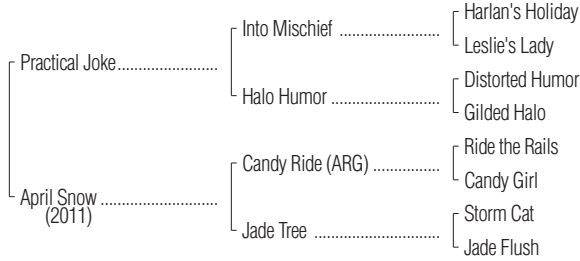 Harlan's Holiday
Into Mischief ........................
Leslie's Lady
Practical Joke........................
Distorted Humor
Halo Humor ..........................
Gilded Halo
Ride the Rails
Candy Ride (ARG) ................
Candy Girl
April Snow ............................
(2011)
Storm Cat
Jade Tree ..............................
Jade Flush